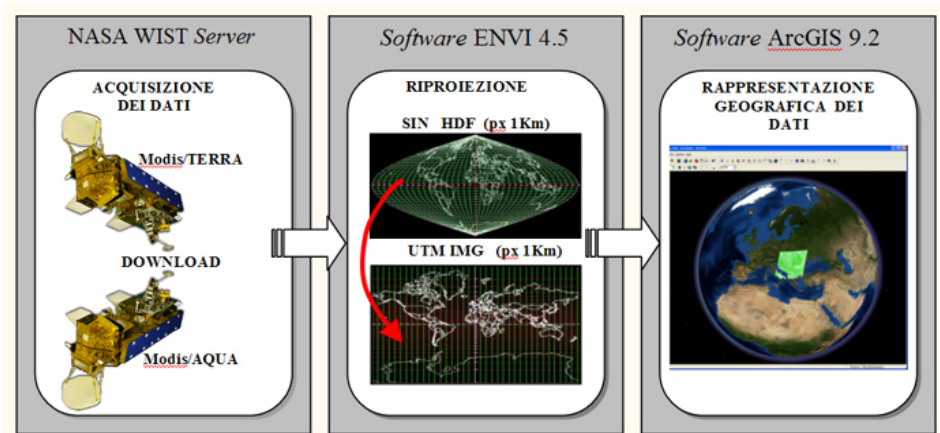 NASA WIST Server
ACQUISIZIONE
DEI DATI
Modis/TERRA
DOWNLOAD
Modis/AQUA
Software ENVI 4.5
RIPROIEZIONE
SIN HDF (px 1Km)
UTM IMG (px 1Km)
Software ArcGIS 9.2
RAPPRESENTAZIONE
GEOGRAFICA DEI
DATI